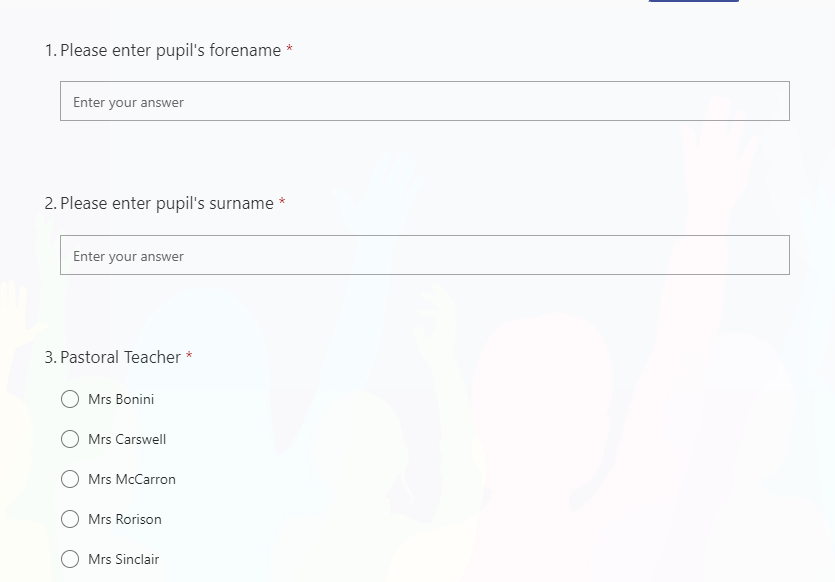 1. Please enter pupil's forename *
Enter your answer
2. Please enter pupil's surname *
Enter your answer
3. Pastoral Teacher *
Mrs Bonini
Mrs Carswell
Mrs McCarron
Mrs Rorison
Mrs Sinclair